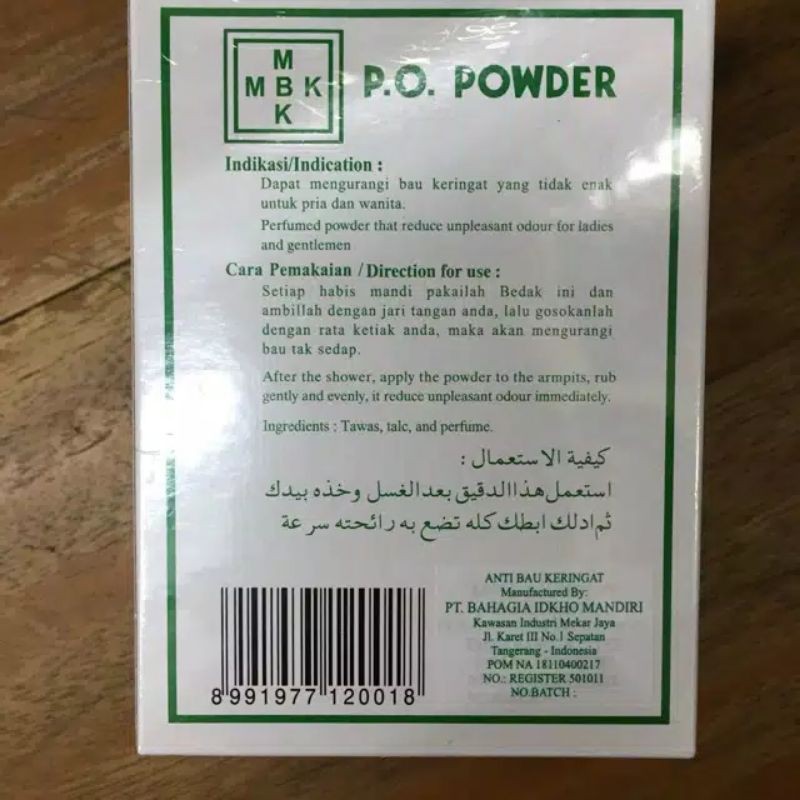 M
M B K
K
P.O. POWDER
Indikasi/Indication :
Dapat mengurangi bau keringat yang tidak enak
untuk pria dan wanita.
Perfumed powder that reduce unpleasant odour for ladies
and gentlemen
Cara Pemakaian / Direction for use :
Setiap habis mandi pakailah Bedak ini dan
ambillah dengan jari tangan anda, lalu gosokanlah
dengan rata ketiak anda, maka akan mengurangi
bau tak sedap.
After the shower, apply the powder to the armpits, rub
gently and evenly, it reduce unpleasant odour immediately.
Ingredients : Tawas, talc, and perfume.
كيفية الاستعمال :
استعمل هذا الدقيق بعد الغسل وخذه بيدك
ثم ادلك ابطك كله تضع به رائحته سرعة
8 991977 120018
ANTI BAU KERINGAT
Manufactured By:
PT. BAHAGIA IDKHO MANDIRI
Kawasan Industri Mekar Jaya
Jl. Karet III No.1 Sepatan
Tangerang - Indonesia
POM NA 18110400217
NO.: REGISTER 501011
NO.BATCH :